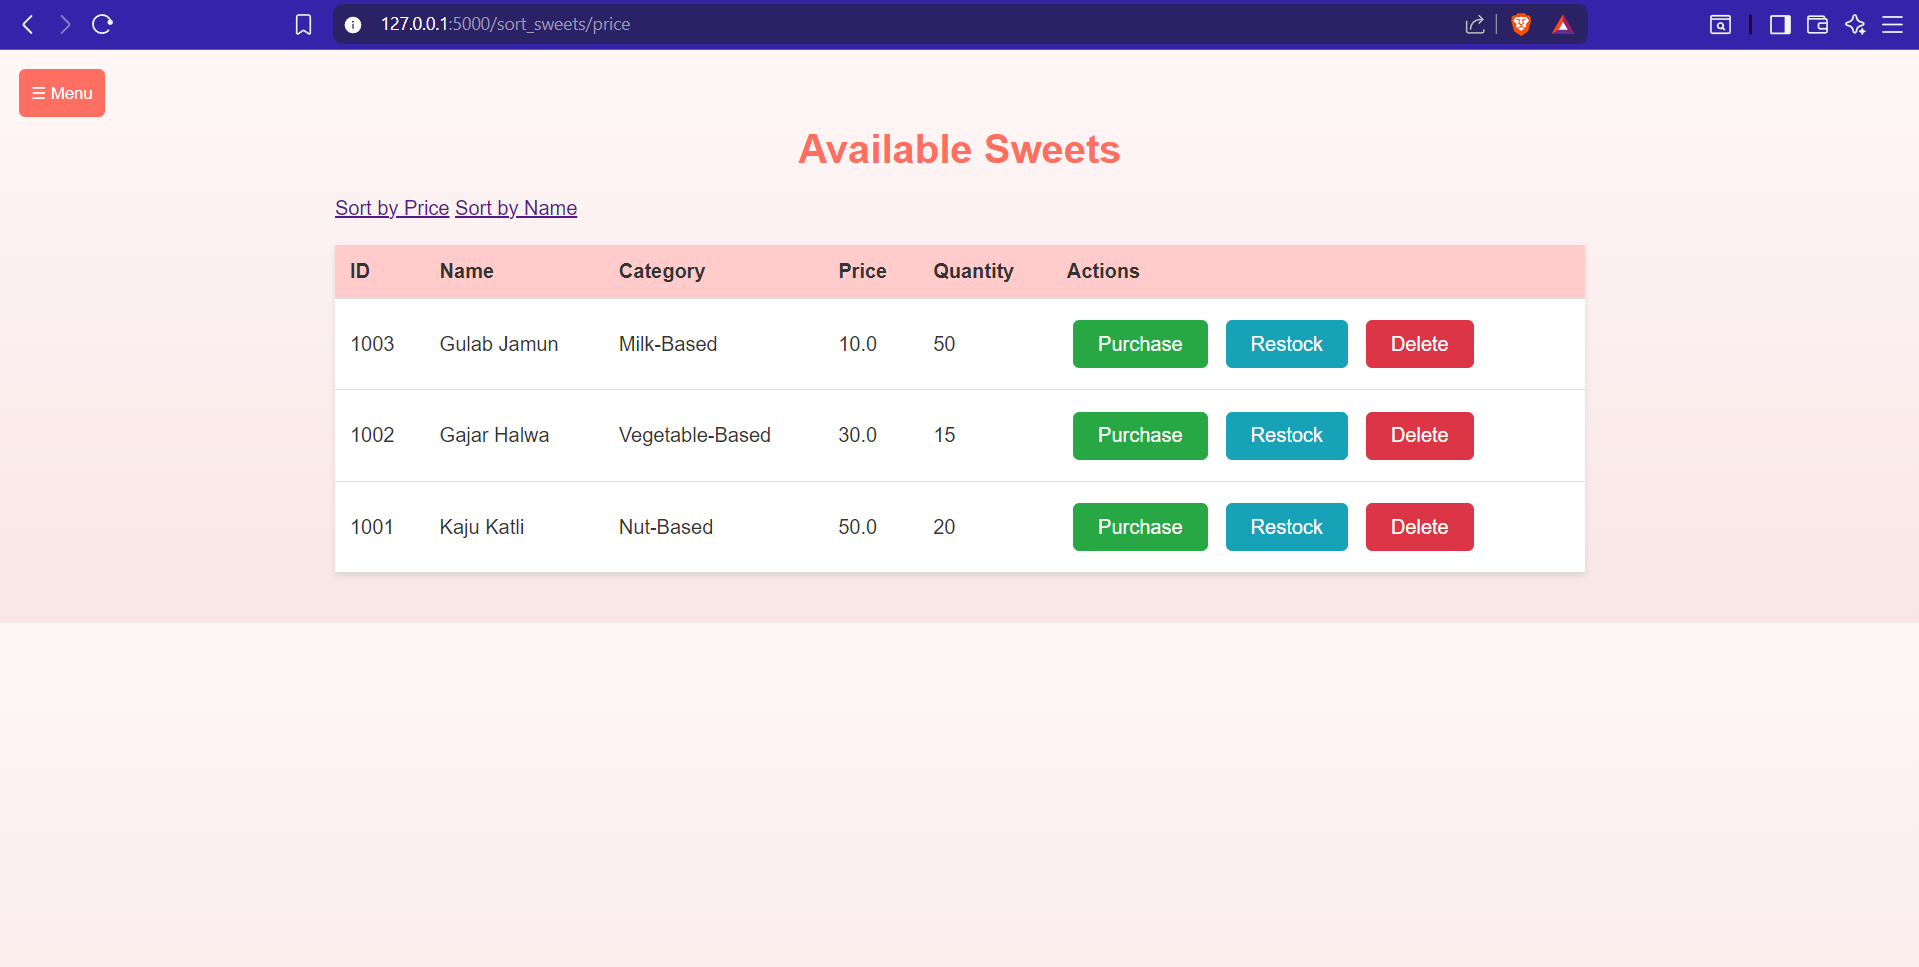 127.0.0.1:5000/sort_sweets/price
☰ Menu
Available Sweets
Sort by Price Sort by Name
ID Name Category Price Quantity Actions
1003 Gulab Jamun Milk-Based 10.0 50 Purchase Restock Delete
1002 Gajar Halwa Vegetable-Based 30.0 15 Purchase Restock Delete
1001 Kaju Katli Nut-Based 50.0 20 Purchase Restock Delete